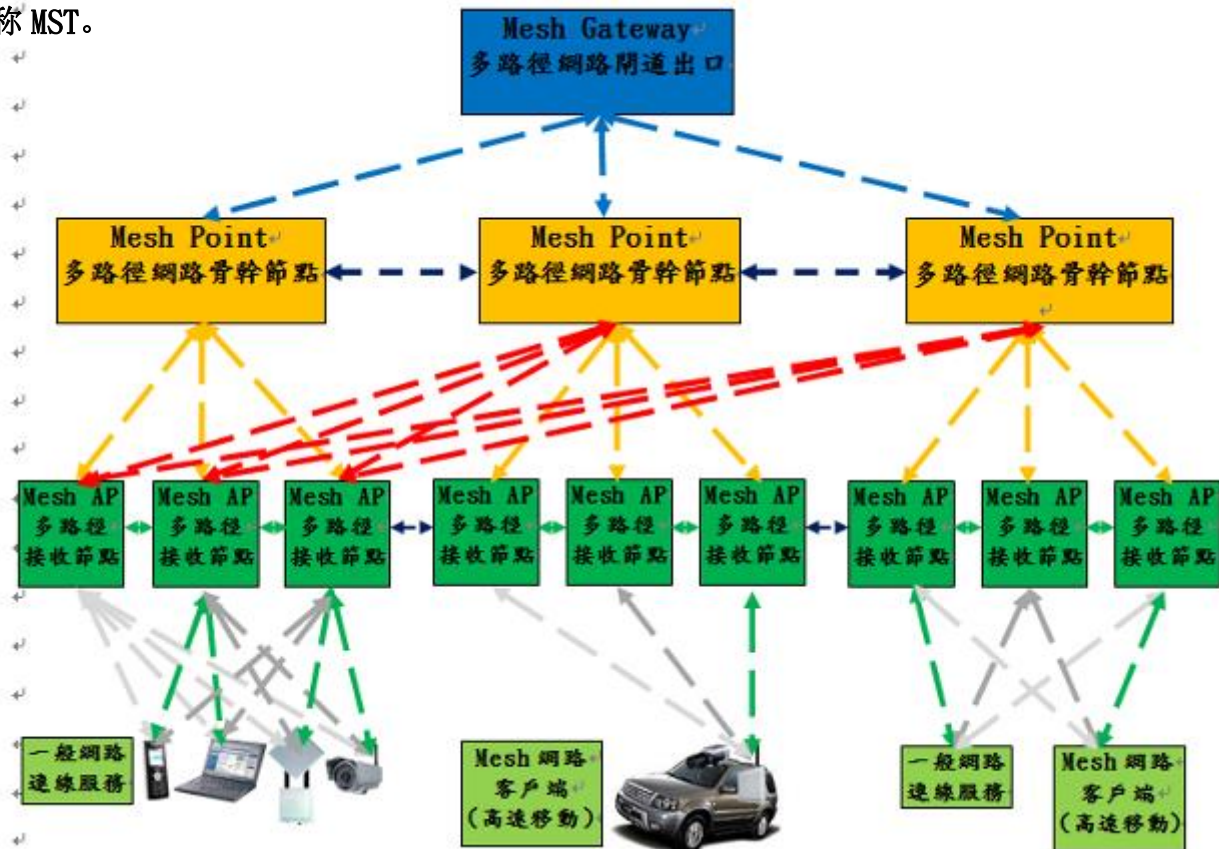 称 MST。
Mesh Gateway
多路徑網路閘道出口
Mesh Point
多路徑網路骨幹節點
Mesh Point
多路徑網路骨幹節點
Mesh Point
多路徑網路骨幹節點
Mesh AP
多路徑
接收節點
Mesh AP
多路徑
接收節點
Mesh AP
多路徑
接收節點
Mesh AP
多路徑
接收節點
Mesh AP
多路徑
接收節點
Mesh AP
多路徑
接收節點
Mesh AP
多路徑
接收節點
Mesh AP
多路徑
接收節點
Mesh AP
多路徑
接收節點
一般網路
連線服務
Mesh 網路
客戶端
(高速移動)
一般網路
連線服務
Mesh 網路
客戶端
(高速移動)